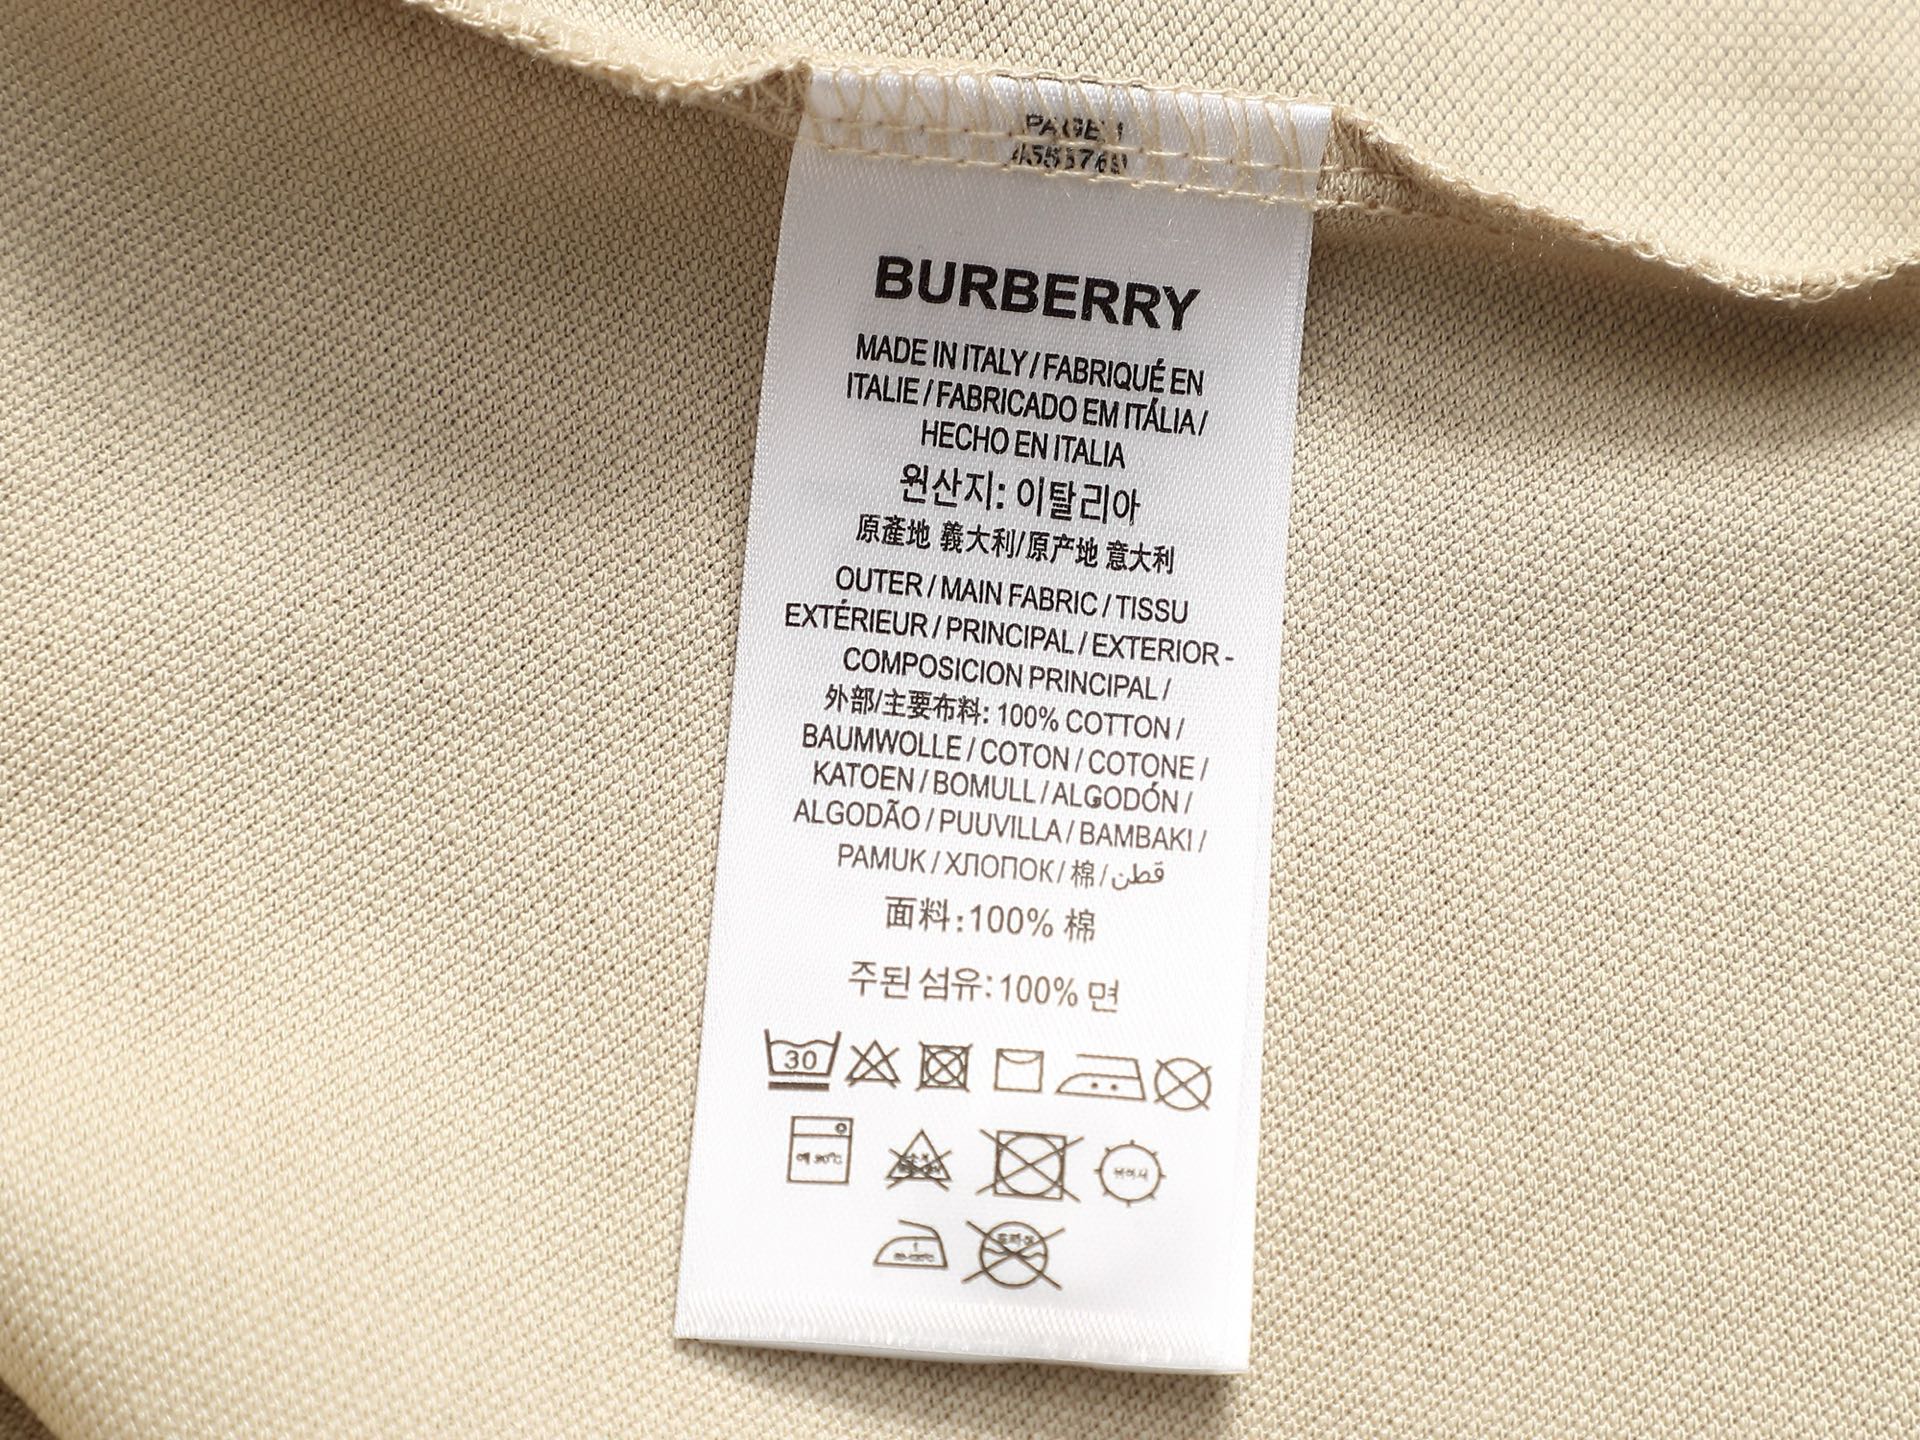 PAGE 1
BURBERRY
MADE IN ITALY / FABRIQUÉ EN
ITALIE / FABRICADO EM ITÁLIA /
HECHO EN ITALIA
원산지: 이탈리아
原產地 義大利/原产地 意大利
OUTER / MAIN FABRIC / TISSU
EXTÉRIEUR / PRINCIPAL / EXTERIOR -
COMPOSICION PRINCIPAL /
外部/主要布料: 100% COTTON /
BAUMWOLLE / COTON / COTONE /
KATOEN / BOMULL / ALGODÓN /
ALGODÃO / PUUVILLA / BAMBAKI /
PAMUK / ХЛОПОК / 棉 / قطن
面料:100% 棉
주된 섬유:100% 면
30